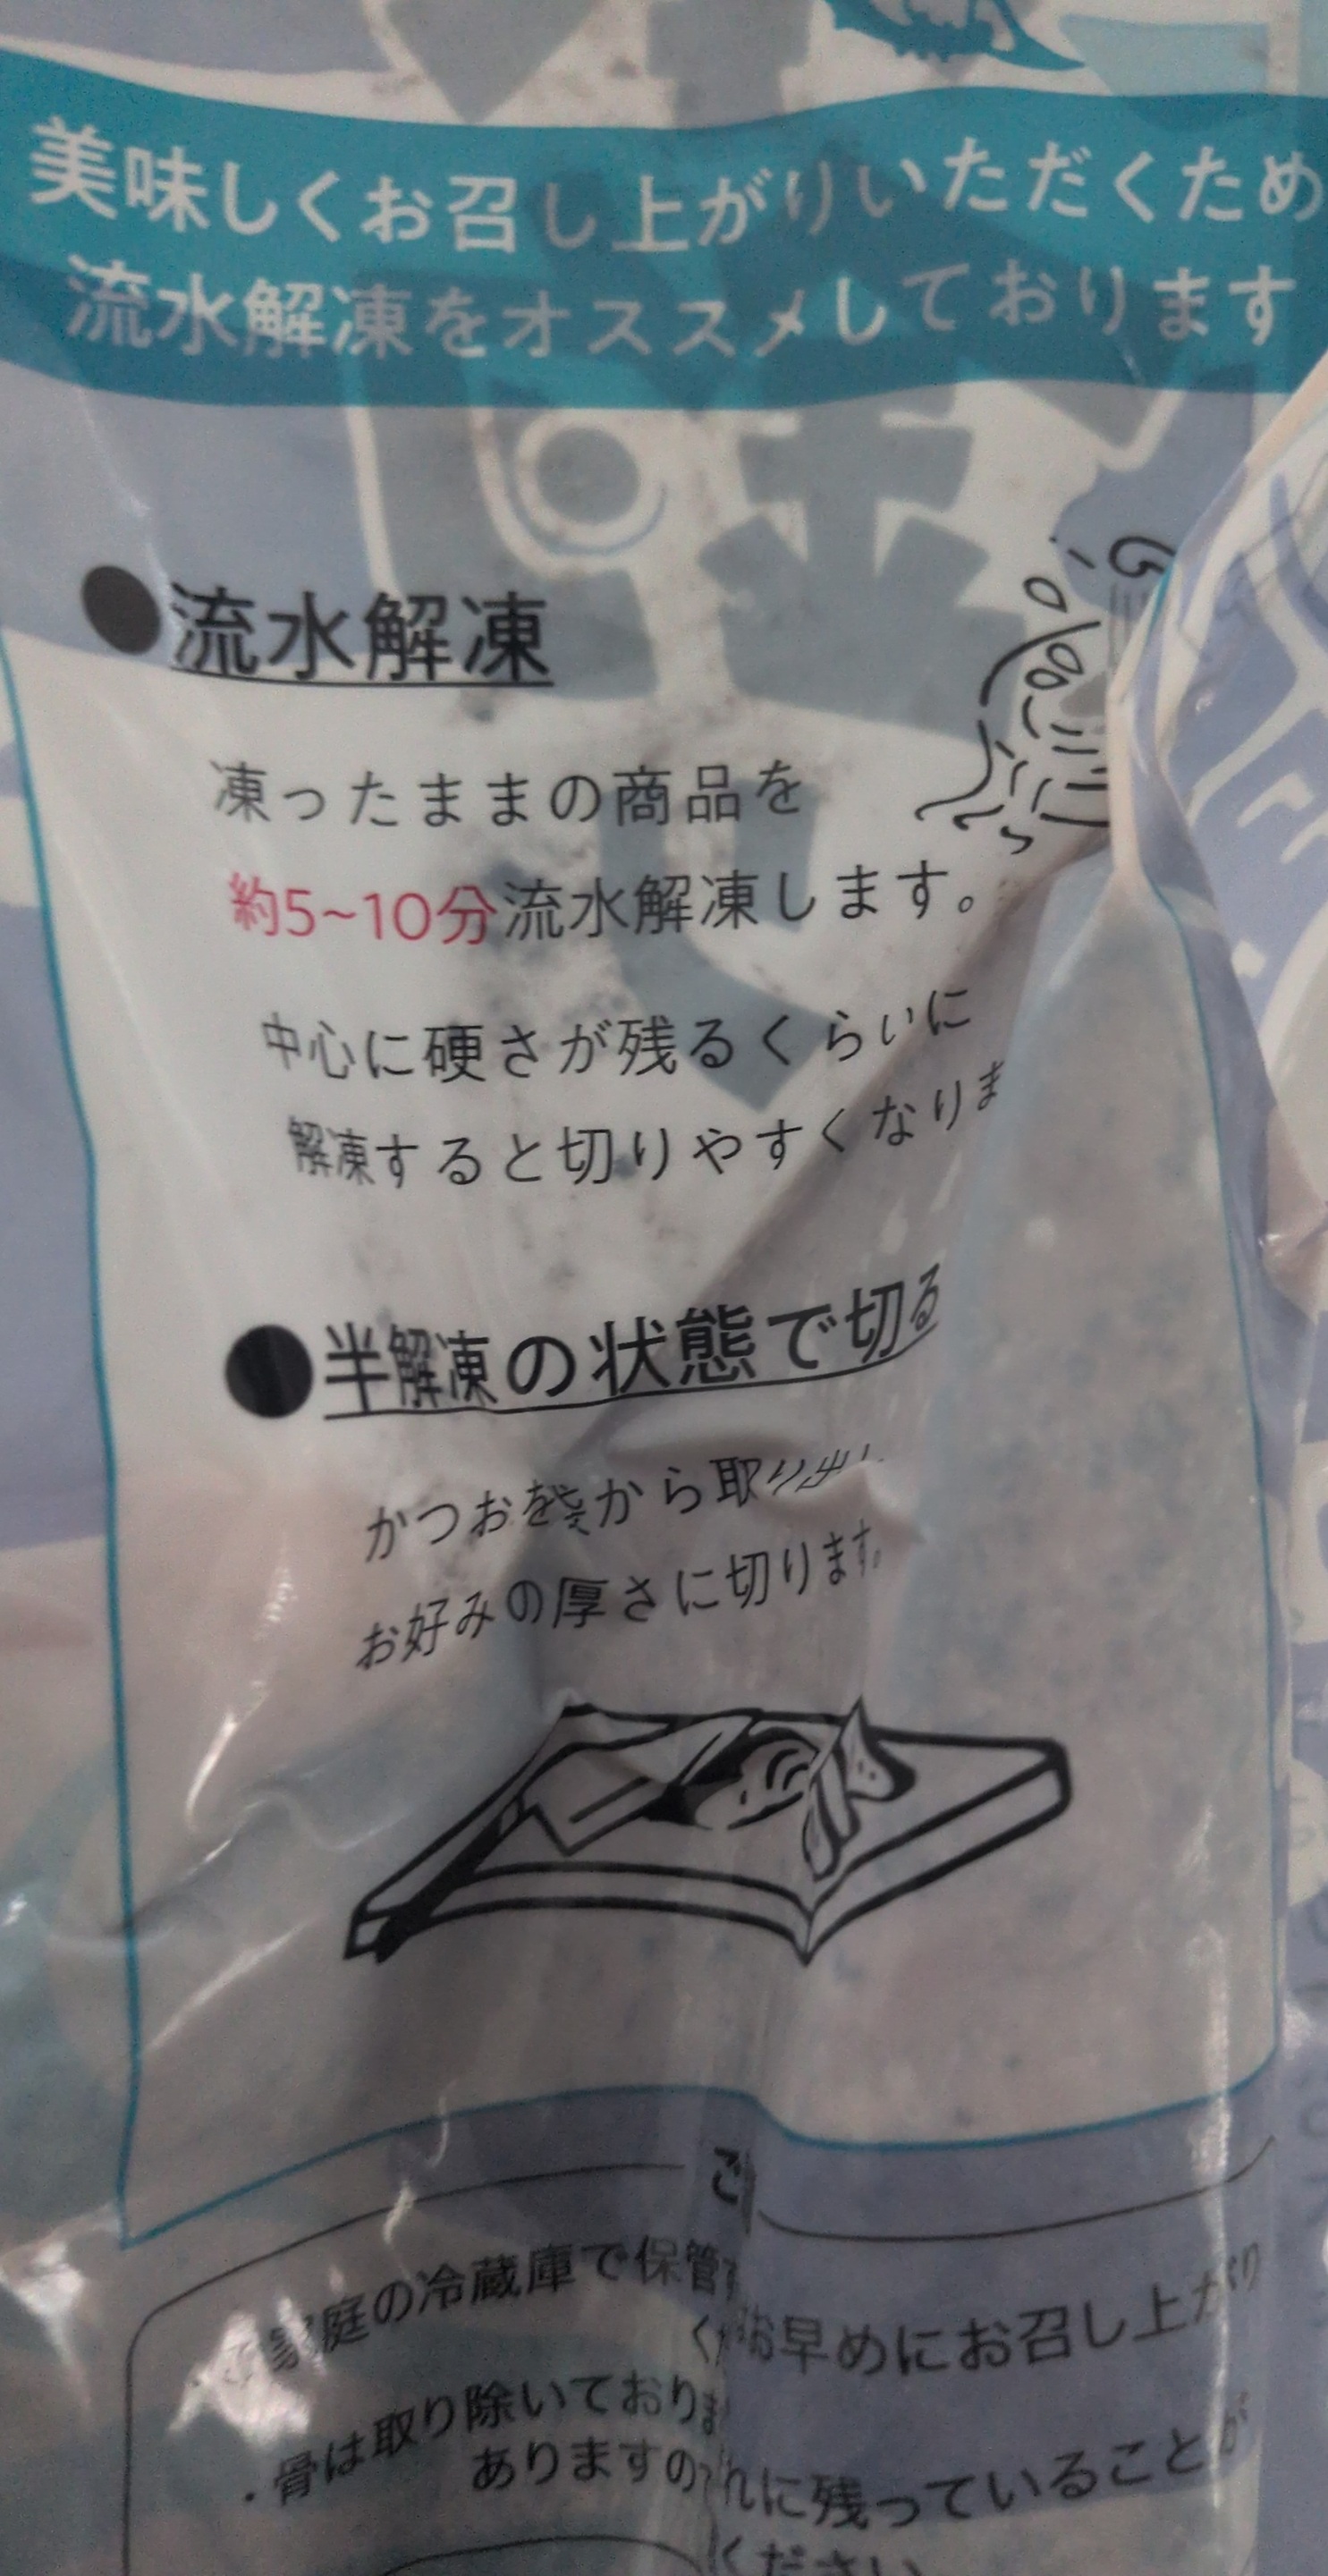 美味しくお召し上がりいただくため
流水解凍をオススメしております
●流水解凍
凍ったままの商品を
約5~10分流水解凍します。
中心に硬さが残るくらいに
解凍すると切りやすくなりま
●半解凍の状態で切る
かつおを袋から取り出し
お好みの厚さに切ります。
ご
家庭の冷蔵庫で保管
お早めにお召し上がり
・骨は取り除いておりま
れに残っていることが
ありますので
ください